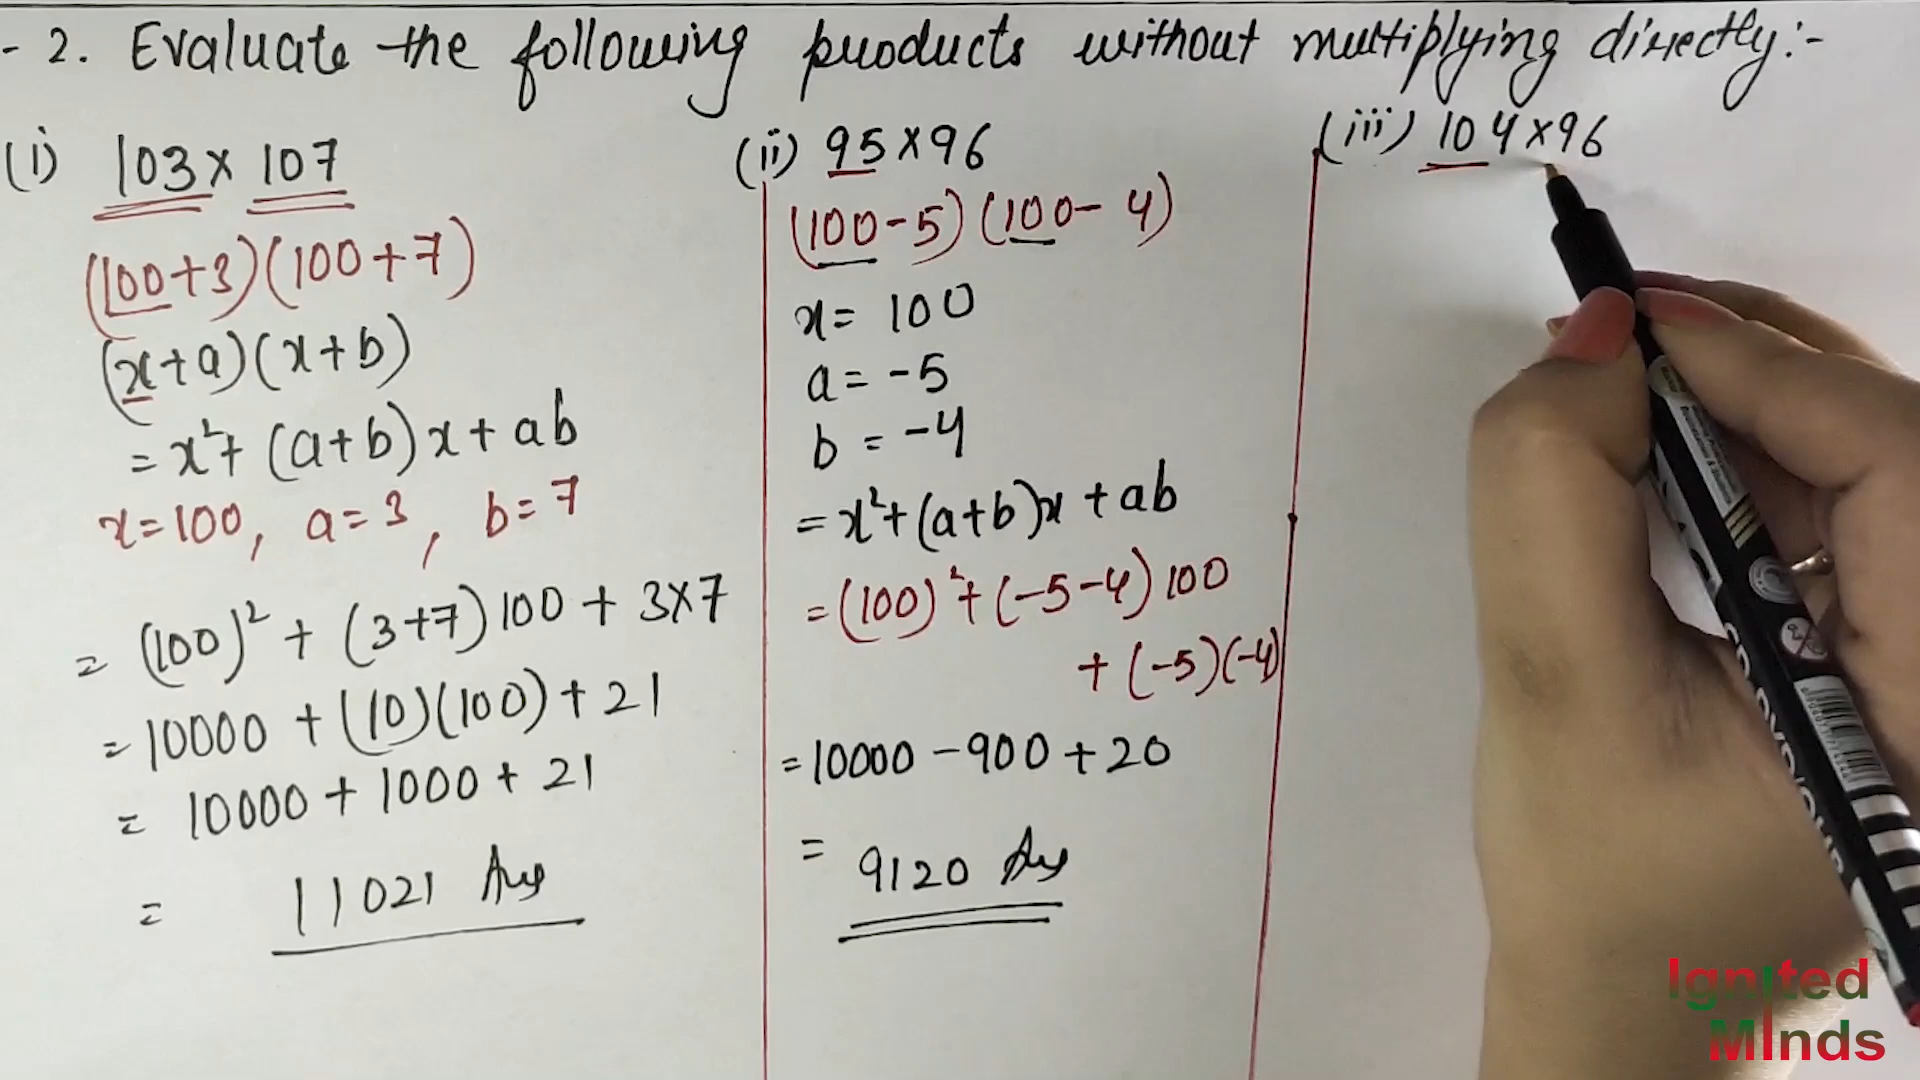 - 2. Evaluate the following products without multiplying directly:-
(i) 103 x 107
(100+3)(100+7)
(x+a)(x+b)
= x²+ (a+b)x + ab
x=100, a=3, b=7
= (100)² + (3+7)100 + 3x7
= 10000 + (10)(100) + 21
= 10000 + 1000 + 21
= 11021 Ans
(ii) 95 x 96
(100-5)(100-4)
x = 100
a = -5
b = -4
= x²+(a+b)x + ab
= (100)²+(-5-4)100
+ (-5)(-4)
= 10000 - 900 + 20
= 9120 Ans
(iii) 104 x 96
Ignited
Minds